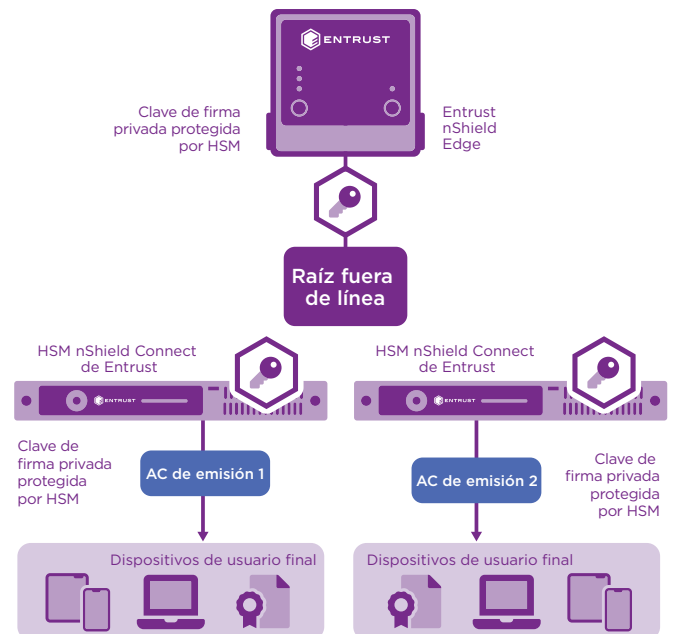 ENTRUST
Clave de firma
privada protegida
por HSM
Entrust
nShield
Edge
Raíz fuera
de línea
HSM nShield Connect
de Entrust
HSM nShield Connect
de Entrust
ENTRUST
ENTRUST
Clave de
firma privada
protegida
por HSM
AC de emisión 1
AC de emisión 2
Clave de
firma privada
protegida
por HSM
Dispositivos de usuario final
Dispositivos de usuario final